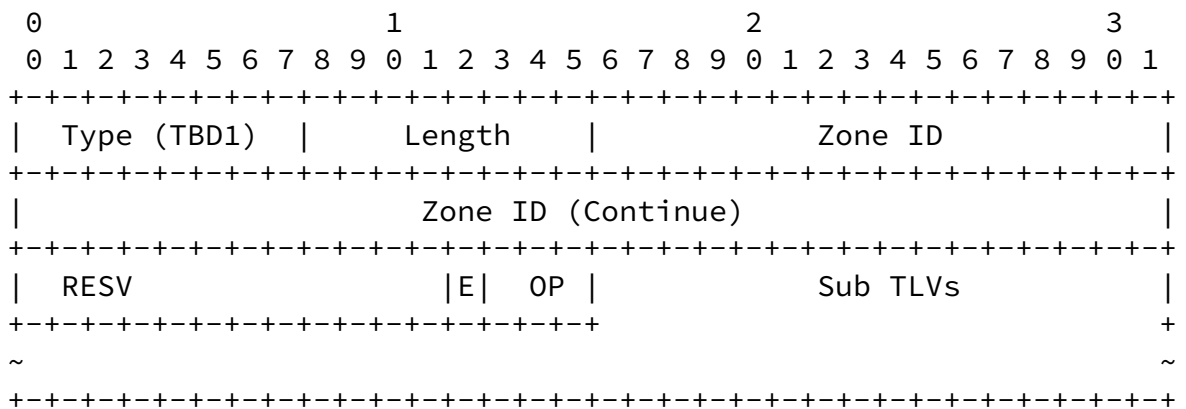 0                   1                   2                   3
 0 1 2 3 4 5 6 7 8 9 0 1 2 3 4 5 6 7 8 9 0 1 2 3 4 5 6 7 8 9 0 1
+-+-+-+-+-+-+-+-+-+-+-+-+-+-+-+-+-+-+-+-+-+-+-+-+-+-+-+-+-+-+-+-+
|  Type (TBD1)  |     Length    |            Zone ID            |
+-+-+-+-+-+-+-+-+-+-+-+-+-+-+-+-+-+-+-+-+-+-+-+-+-+-+-+-+-+-+-+-+
|                      Zone ID (Continue)                       |
+-+-+-+-+-+-+-+-+-+-+-+-+-+-+-+-+-+-+-+-+-+-+-+-+-+-+-+-+-+-+-+-+
|  RESV                 |E|  OP |            Sub TLVs           |
+-+-+-+-+-+-+-+-+-+-+-+-+-+-+-+-+                               +
~                                                               ~
+-+-+-+-+-+-+-+-+-+-+-+-+-+-+-+-+-+-+-+-+-+-+-+-+-+-+-+-+-+-+-+-+